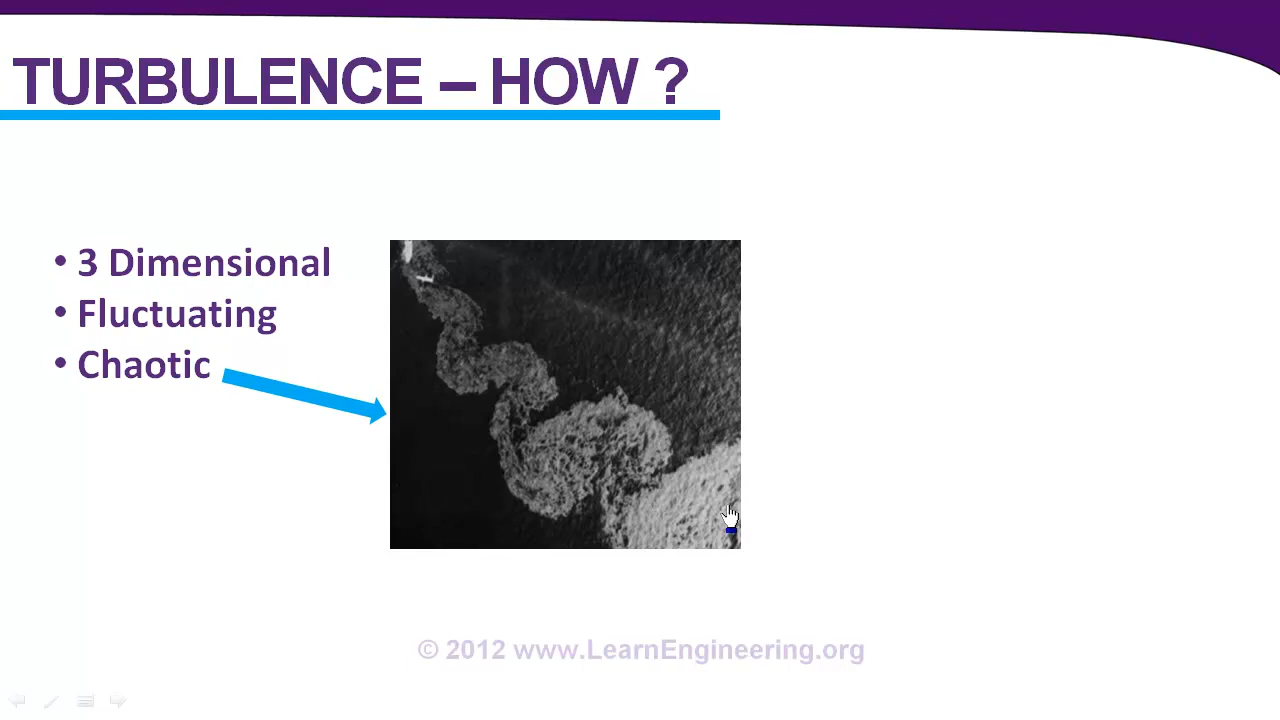 TURBULENCE – HOW ?
• 3 Dimensional
• Fluctuating
• Chaotic
© 2012 www.LearnEngineering.org